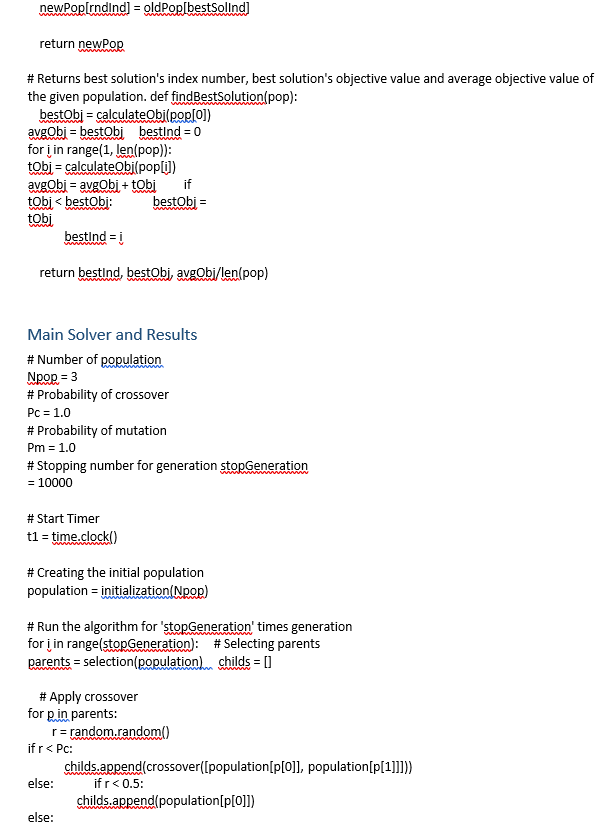 newPop[rndInd] = oldPop[bestSolInd]
return newPop
# Returns best solution's index number, best solution's objective value and average objective value of
the given population. def findBestSolution(pop):
bestObj = calculateObj(pop[0])
avgObj = bestObj bestInd = 0
for i in range(1, len(pop)):
tObj = calculateObj(pop[i])
avgObj = avgObj + tObj if
tObj < bestObj: bestObj =
tObj
bestInd = i
return bestInd, bestObj, avgObj/len(pop)
Main Solver and Results
# Number of population
Npop = 3
# Probability of crossover
Pc = 1.0
# Probability of mutation
Pm = 1.0
# Stopping number for generation stopGeneration
= 10000
# Start Timer
t1 = time.clock()
# Creating the initial population
population = initialization(Npop)
# Run the algorithm for 'stopGeneration' times generation
for i in range(stopGeneration): # Selecting parents
parents = selection(population) childs = []
# Apply crossover
for p in parents:
r = random.random()
if r < Pc:
childs.append(crossover([population[p[0]], population[p[1]]]))
else: if r < 0.5:
childs.append(population[p[0]])
else: